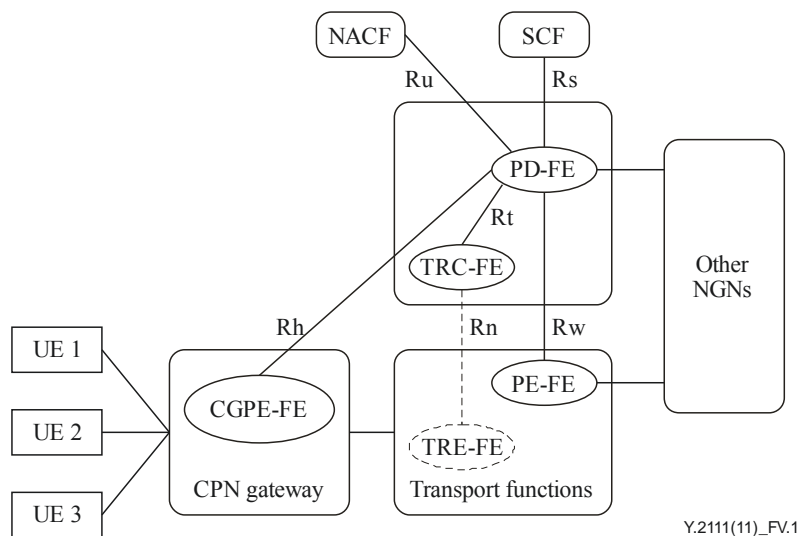 NACF
SCF
Ru
Rs
PD-FE
Rt
TRC-FE
Other
NGNs
Rh
Rn
Rw
UE 1
CGPE-FE
PE-FE
UE 2
TRE-FE
CPN gateway
Transport functions
UE 3
Y.2111(11)_FV.1